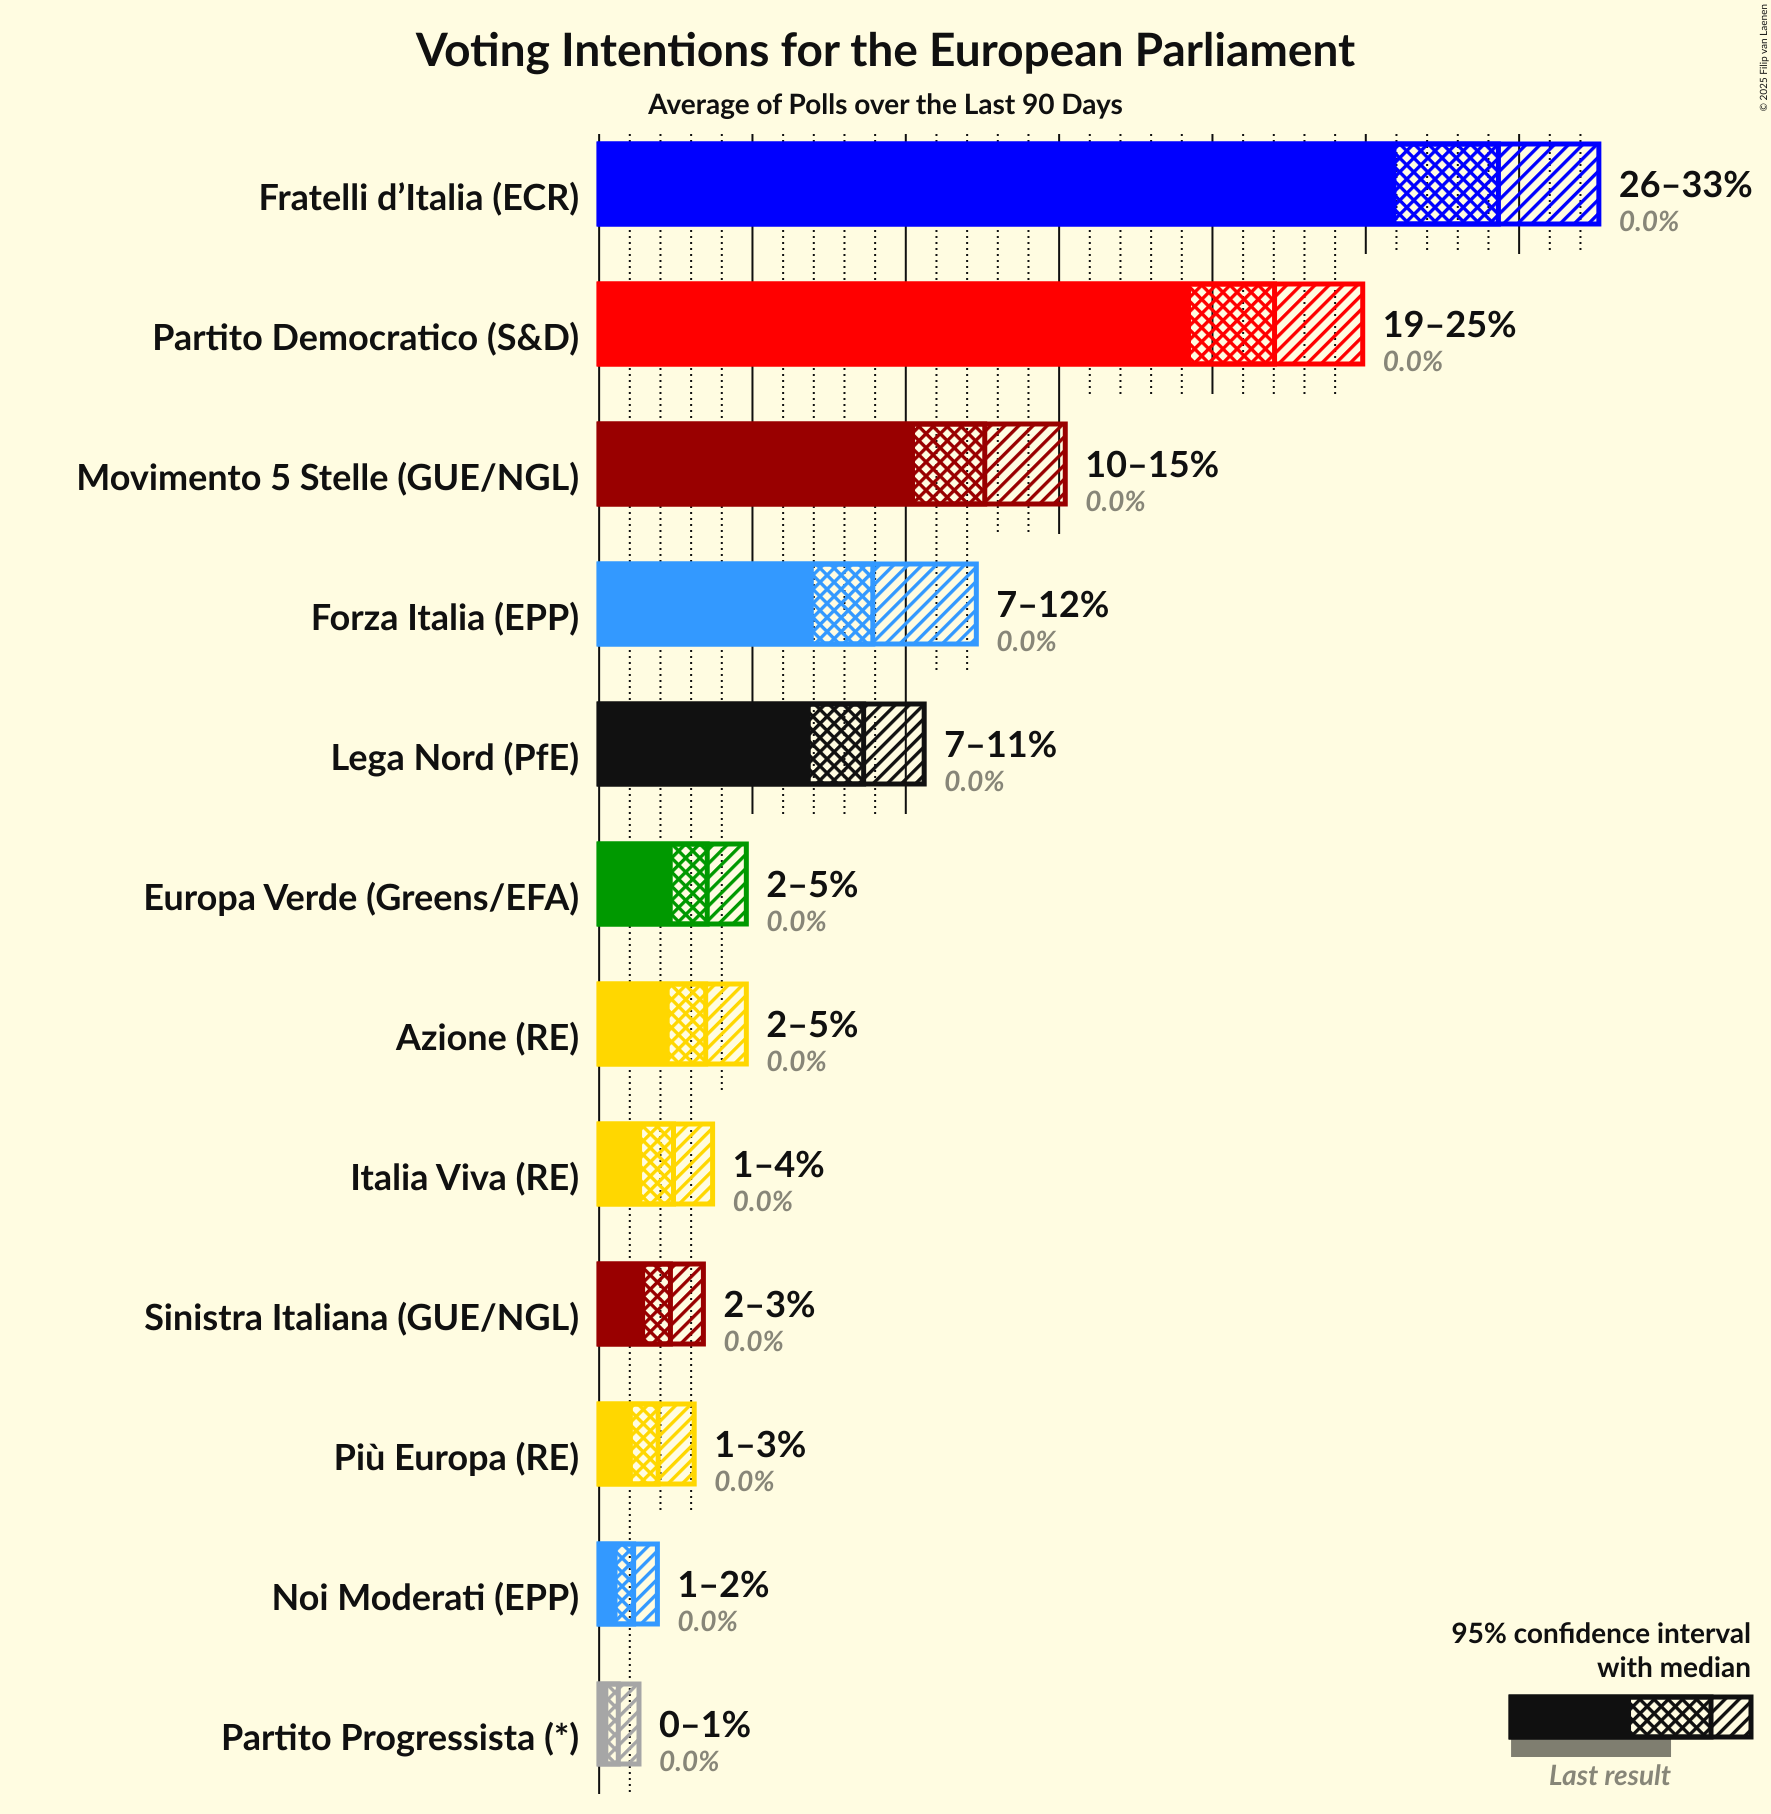 Voting Intentions for the European Parliament
Average of Polls over the Last 90 Days
© 2025 Filip van Laenen
Fratelli d’Italia (ECR)
26–33%
0.0%
Partito Democratico (S&D)
19–25%
0.0%
Movimento 5 Stelle (GUE/NGL)
10–15%
0.0%
Forza Italia (EPP)
7–12%
0.0%
Lega Nord (PfE)
7–11%
0.0%
Europa Verde (Greens/EFA)
2–5%
0.0%
Azione (RE)
2–5%
0.0%
Italia Viva (RE)
1–4%
0.0%
Sinistra Italiana (GUE/NGL)
2–3%
0.0%
Più Europa (RE)
1–3%
0.0%
Noi Moderati (EPP)
1–2%
0.0%
Partito Progressista (*)
0–1%
0.0%
95% confidence interval
with median
Last result